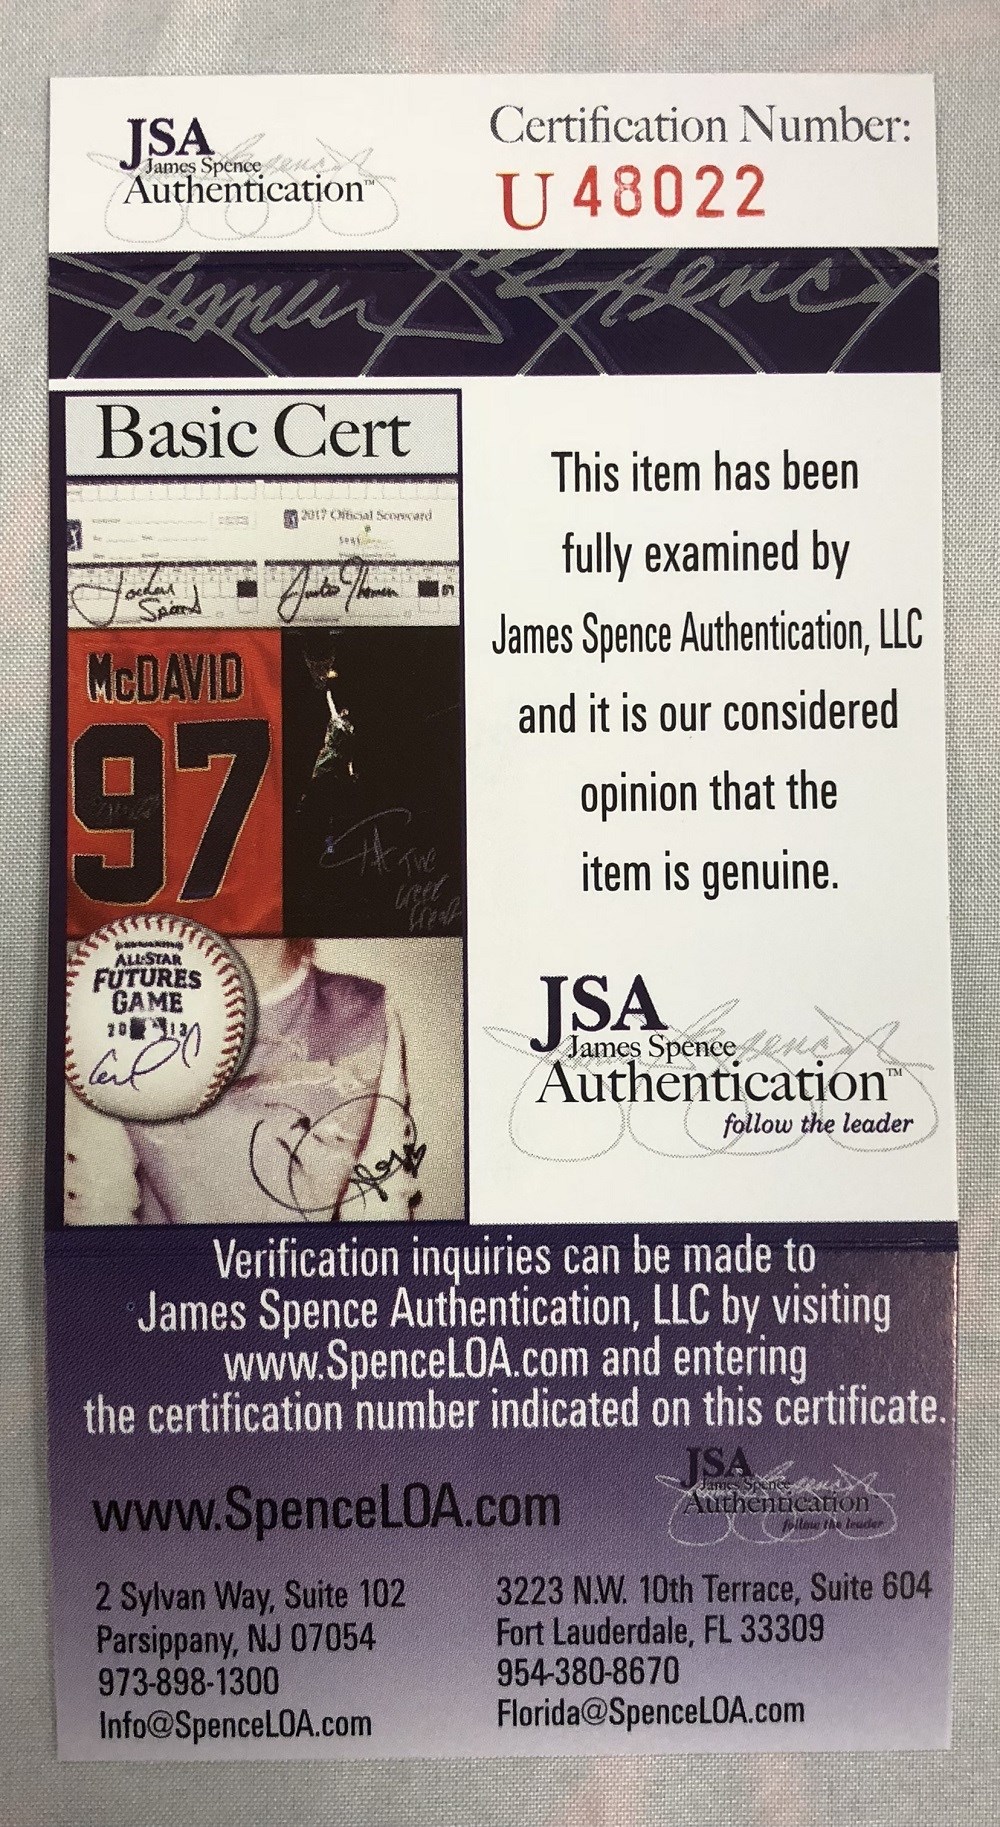 JSA
James Spence
Authentication™
Certification Number:
U 48022
Basic Cert
2017 Official Scorecard
McDAVID
97
ALL-STAR
FUTURES
GAME
2013
This item has been
fully examined by
James Spence Authentication, LLC
and it is our considered
opinion that the
item is genuine.
JSA
James Spence
Authentication™
follow the leader
Verification inquiries can be made to
James Spence Authentication, LLC by visiting
www.SpenceLOA.com and entering
the certification number indicated on this certificate.
www.SpenceLOA.com
JSA
James Spence
Authentication
follow the leader
2 Sylvan Way, Suite 102
Parsippany, NJ 07054
973-898-1300
Info@SpenceLOA.com
3223 N.W. 10th Terrace, Suite 604
Fort Lauderdale, FL 33309
954-380-8670
Florida@SpenceLOA.com